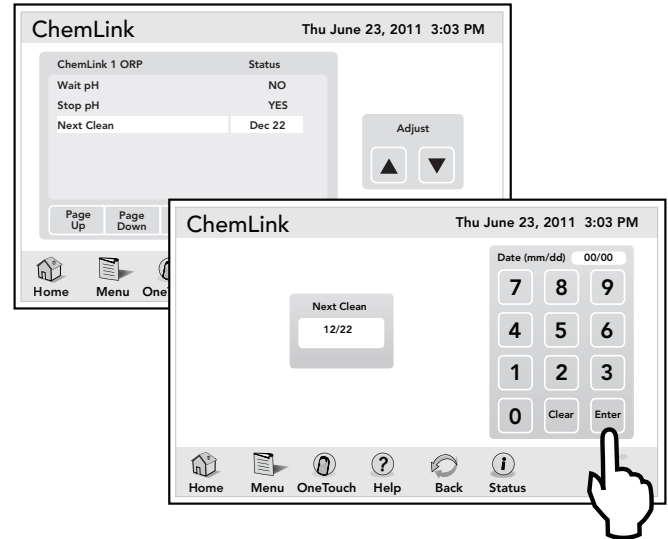 ChemLink Thu June 23, 2011 3:03 PM
ChemLink 1 ORP Status
Wait pH NO
Stop pH YES
Next Clean Dec 22
Adjust
Page Up Page Down
Home Menu
ChemLink Thu June 23, 2011 3:03 PM
Date (mm/dd) 00/00
7 8 9
Next Clean
12/22
4 5 6
1 2 3
0 Clear Enter
Home Menu OneTouch Help Back Status